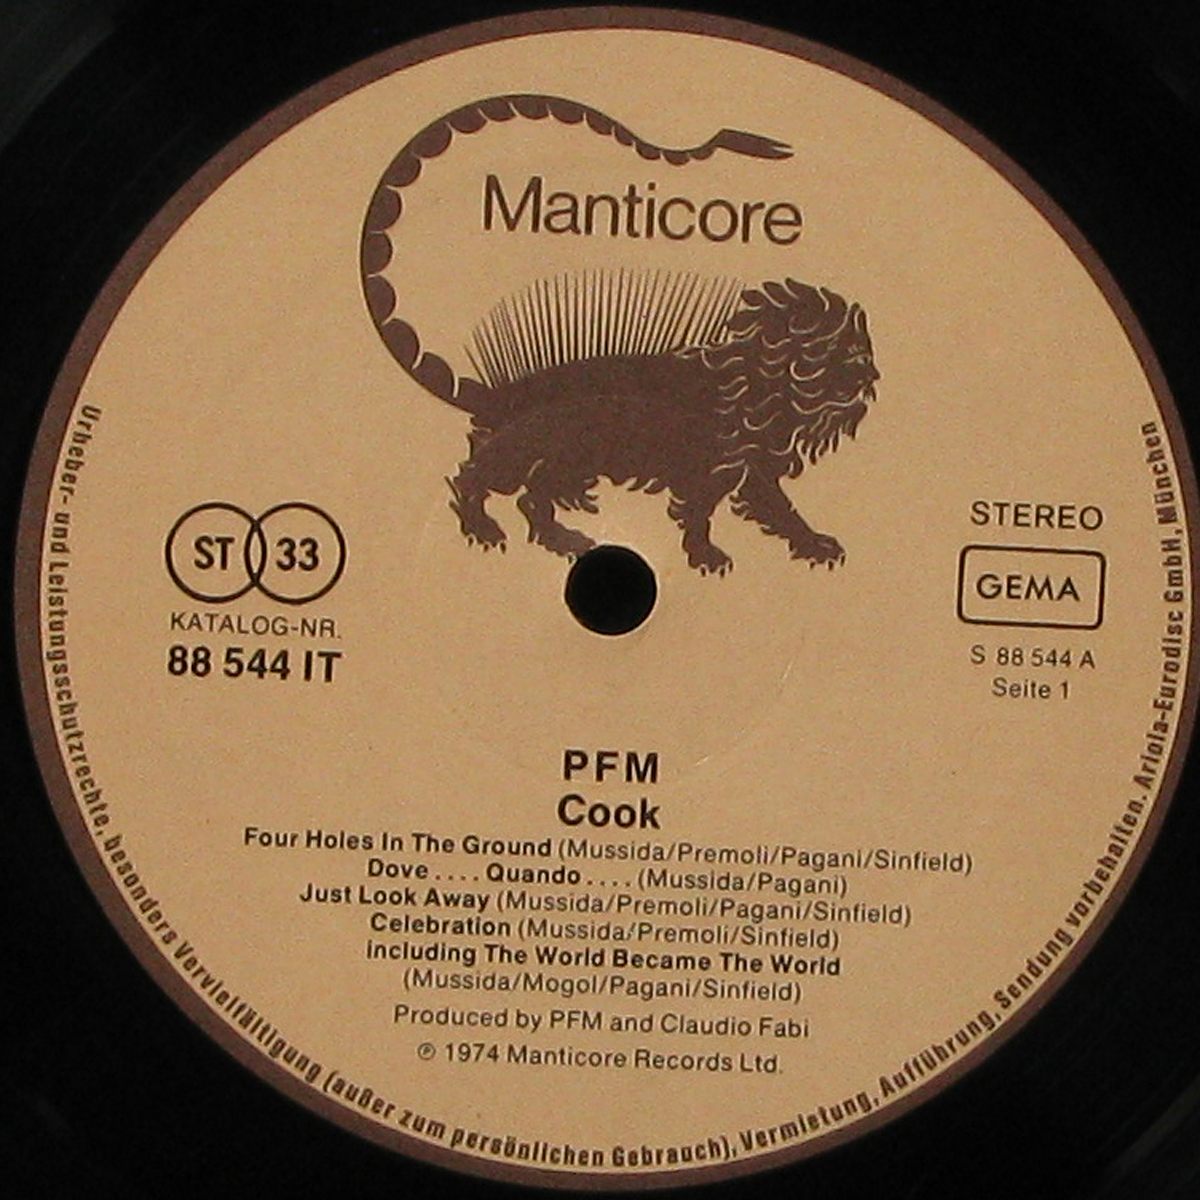 Manticore
ST 33
KATALOG-NR.
88 544 IT
STEREO
GEMA
S 88 544 A
Seite 1
PFM
Cook
Four Holes In The Ground (Mussida/Premoli/Pagani/Sinfield)
Dove .... Quando .... (Mussida/Pagani)
Just Look Away (Mussida/Premoli/Pagani/Sinfield)
Celebration (Mussida/Premoli/Sinfield)
including The World Became The World
(Mussida/Mogol/Pagani/Sinfield)
Produced by PFM and Claudio Fabi
℗ 1974 Manticore Records Ltd.
Urheber- und Leistungsschutzrechte, besonders Vervielfältigung (außer zum persönlichen Gebrauch), Vermietung, Aufführung, Sendung vorbehalten. Ariola-Eurodisc GmbH, München